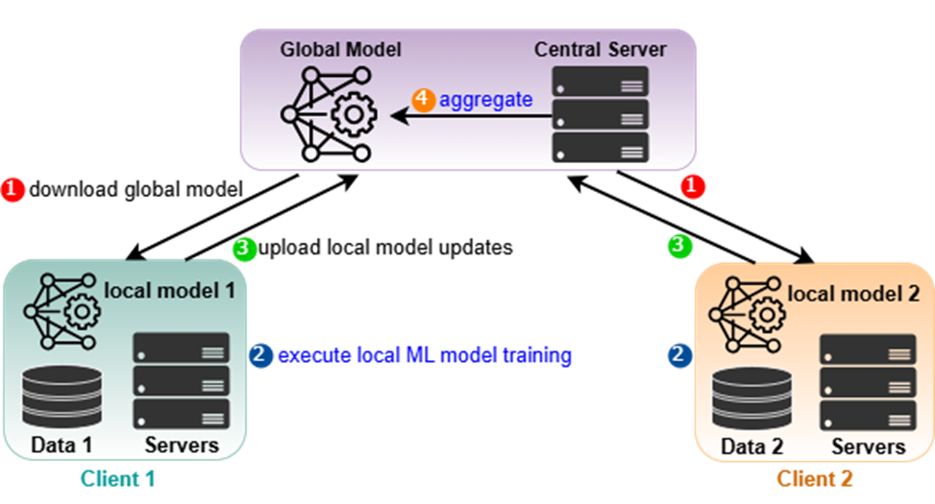 Global Model
Central Server
4 aggregate
1 download global model
1
3 upload local model updates
3
local model 1
local model 2
2 execute local ML model training
2
Data 1
Servers
Data 2
Servers
Client 1
Client 2